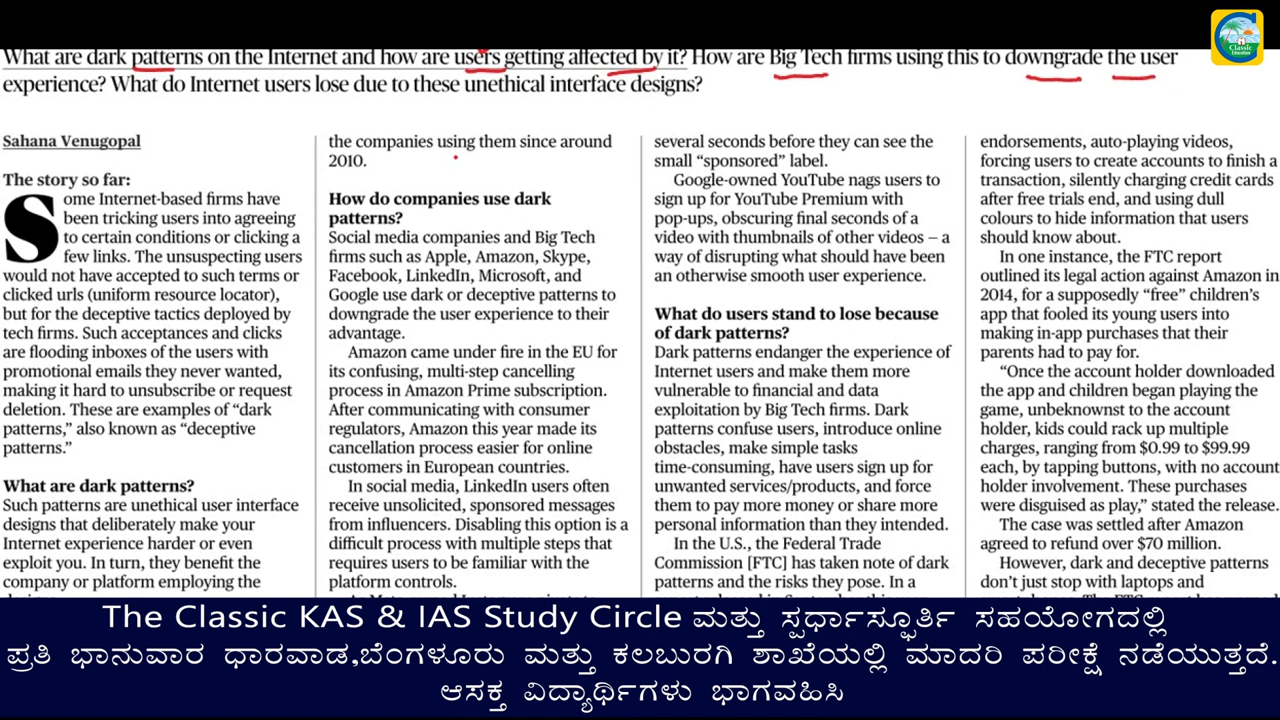 What are dark patterns on the Internet and how are users getting affected by it? How are Big Tech firms using this to downgrade the user
experience? What do Internet users lose due to these unethical interface designs?
Classic
Education
Sahana Venugopal
The story so far:
Some Internet-based firms have
been tricking users into agreeing
to certain conditions or clicking a
few links. The unsuspecting users
would not have accepted to such terms or
clicked urls (uniform resource locator),
but for the deceptive tactics deployed by
tech firms. Such acceptances and clicks
are flooding inboxes of the users with
promotional emails they never wanted,
making it hard to unsubscribe or request
deletion. These are examples of “dark
patterns,” also known as “deceptive
patterns.”
What are dark patterns?
Such patterns are unethical user interface
designs that deliberately make your
Internet experience harder or even
exploit you. In turn, they benefit the
company or platform employing the
the companies using them since around
2010.
How do companies use dark
patterns?
Social media companies and Big Tech
firms such as Apple, Amazon, Skype,
Facebook, LinkedIn, Microsoft, and
Google use dark or deceptive patterns to
downgrade the user experience to their
advantage.
Amazon came under fire in the EU for
its confusing, multi-step cancelling
process in Amazon Prime subscription.
After communicating with consumer
regulators, Amazon this year made its
cancellation process easier for online
customers in European countries.
In social media, LinkedIn users often
receive unsolicited, sponsored messages
from influencers. Disabling this option is a
difficult process with multiple steps that
requires users to be familiar with the
platform controls.
several seconds before they can see the
small “sponsored” label.
Google-owned YouTube nags users to
sign up for YouTube Premium with
pop-ups, obscuring final seconds of a
video with thumbnails of other videos — a
way of disrupting what should have been
an otherwise smooth user experience.
What do users stand to lose because
of dark patterns?
Dark patterns endanger the experience of
Internet users and make them more
vulnerable to financial and data
exploitation by Big Tech firms. Dark
patterns confuse users, introduce online
obstacles, make simple tasks
time-consuming, have users sign up for
unwanted services/products, and force
them to pay more money or share more
personal information than they intended.
In the U.S., the Federal Trade
Commission [FTC] has taken note of dark
patterns and the risks they pose. In a
endorsements, auto-playing videos,
forcing users to create accounts to finish a
transaction, silently charging credit cards
after free trials end, and using dull
colours to hide information that users
should know about.
In one instance, the FTC report
outlined its legal action against Amazon in
2014, for a supposedly “free” children’s
app that fooled its young users into
making in-app purchases that their
parents had to pay for.
“Once the account holder downloaded
the app and children began playing the
game, unbeknownst to the account
holder, kids could rack up multiple
charges, ranging from $0.99 to $99.99
each, by tapping buttons, with no account
holder involvement. These purchases
were disguised as play,” stated the release.
The case was settled after Amazon
agreed to refund over $70 million.
However, dark and deceptive patterns
don’t just stop with laptops and
The Classic KAS & IAS Study Circle ಮತ್ತು ಸ್ಪರ್ಧಾಸ್ಫೂರ್ತಿ ಸಹಯೋಗದಲ್ಲಿ
ಪ್ರತಿ ಭಾನುವಾರ ಧಾರವಾಡ,ಬೆಂಗಳೂರು ಮತ್ತು ಕಲಬುರಗಿ ಶಾಖೆಯಲ್ಲಿ ಮಾದರಿ ಪರೀಕ್ಷೆ ನಡೆಯುತ್ತದೆ.
ಆಸಕ್ತ ವಿದ್ಯಾರ್ಥಿಗಳು ಭಾಗವಹಿಸಿ